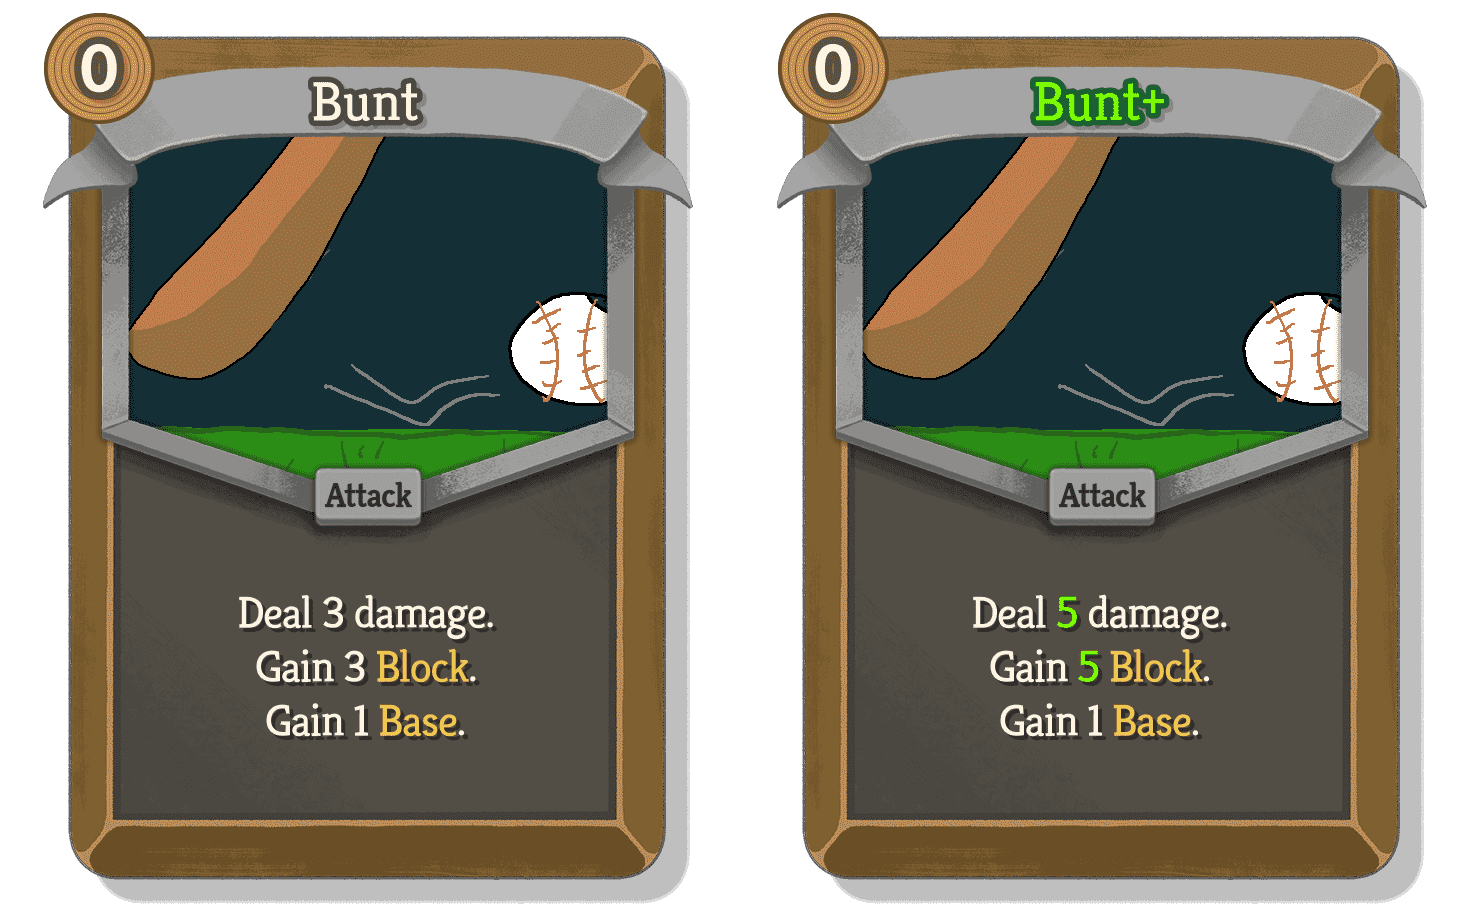 0
Bunt
Attack
Deal 3 damage.
Gain 3 Block.
Gain 1 Base.
0
Bunt+
Attack
Deal 5 damage.
Gain 5 Block.
Gain 1 Base.